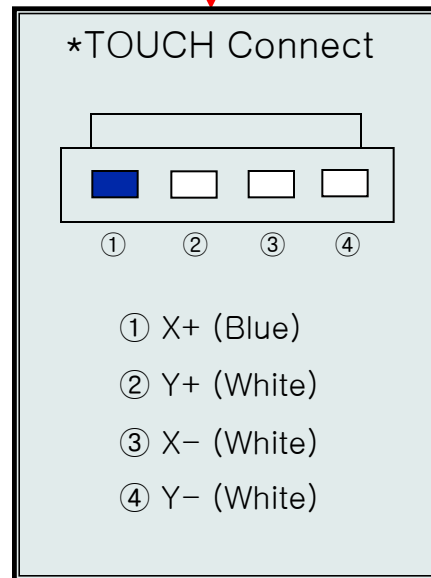 *TOUCH Connect
① ② ③ ④
① X+ (Blue)
② Y+ (White)
③ X- (White)
④ Y- (White)